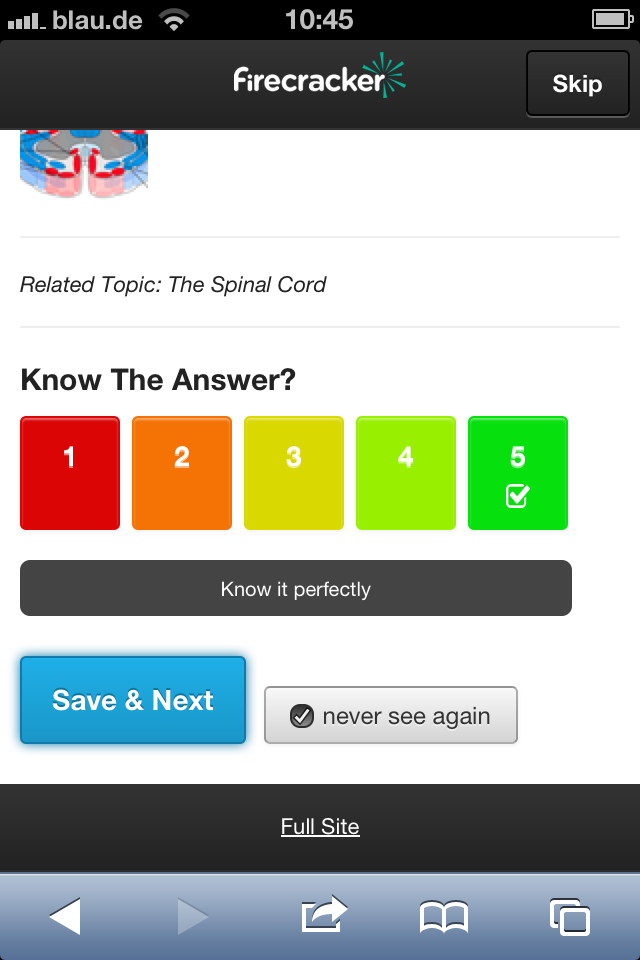 blau.de 10:45
Firecracker Skip
Related Topic: The Spinal Cord
Know The Answer?
1 2 3 4 5
Know it perfectly
Save & Next never see again
Full Site